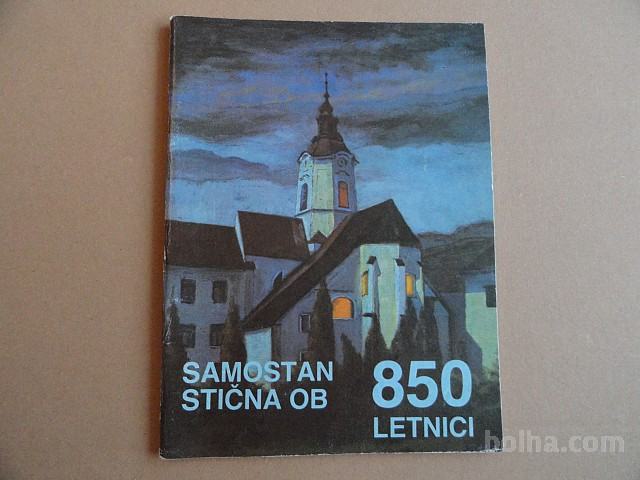 SAMOSTAN
STIČNA OB
850
LETNICI
bolha.com